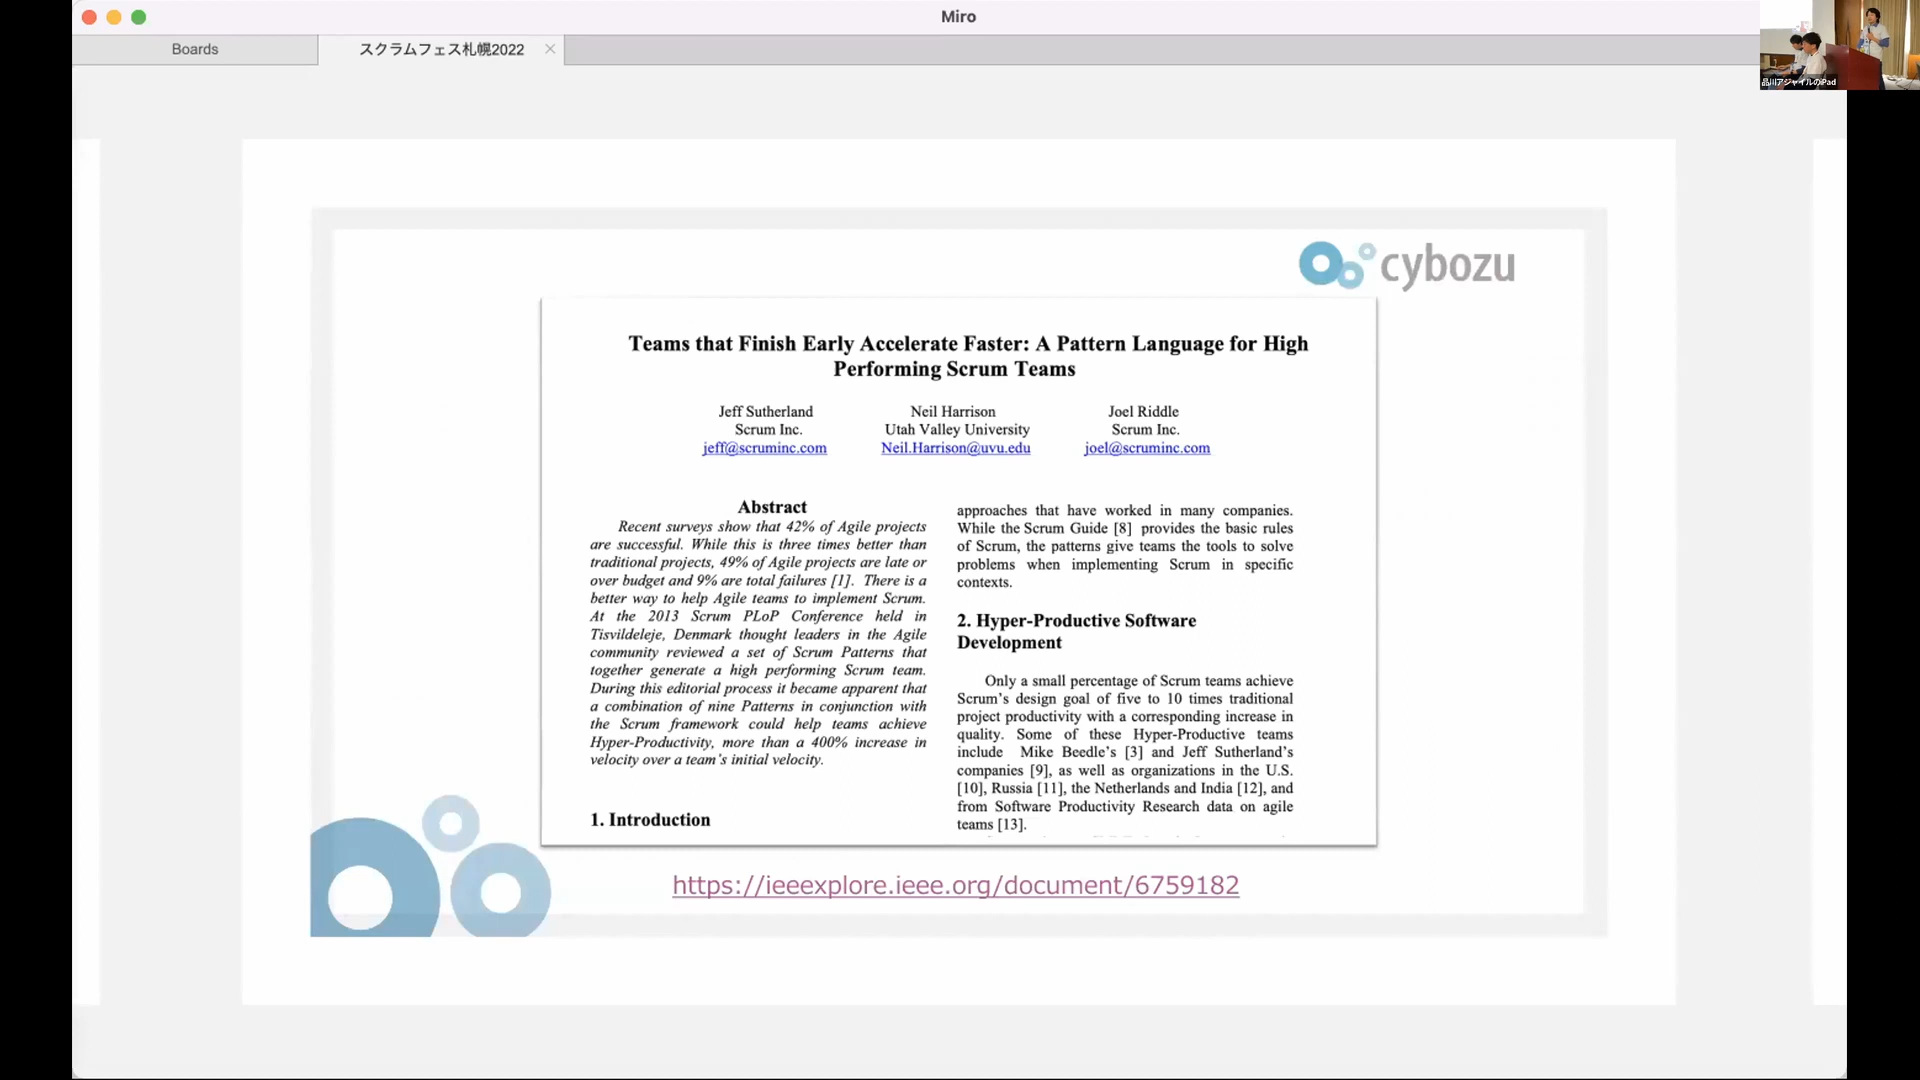 Miro
Boards
スクラムフェス札幌2022
品川アジャイルのiPad
cybozu
Teams that Finish Early Accelerate Faster: A Pattern Language for High
Performing Scrum Teams
Jeff Sutherland
Scrum Inc.
jeff@scruminc.com
Neil Harrison
Utah Valley University
Neil.Harrison@uvu.edu
Joel Riddle
Scrum Inc.
joel@scruminc.com
Abstract
Recent surveys show that 42% of Agile projects
are successful. While this is three times better than
traditional projects, 49% of Agile projects are late or
over budget and 9% are total failures [1]. There is a
better way to help Agile teams to implement Scrum.
At the 2013 Scrum PLoP Conference held in
Tisvildeleje, Denmark thought leaders in the Agile
community reviewed a set of Scrum Patterns that
together generate a high performing Scrum team.
During this editorial process it became apparent that
a combination of nine Patterns in conjunction with
the Scrum framework could help teams achieve
Hyper-Productivity, more than a 400% increase in
velocity over a team's initial velocity.
1. Introduction
approaches that have worked in many companies.
While the Scrum Guide [8] provides the basic rules
of Scrum, the patterns give teams the tools to solve
problems when implementing Scrum in specific
contexts.
2. Hyper-Productive Software
Development
Only a small percentage of Scrum teams achieve
Scrum's design goal of five to 10 times traditional
project productivity with a corresponding increase in
quality. Some of these Hyper-Productive teams
include Mike Beedle's [3] and Jeff Sutherland's
companies [9], as well as organizations in the U.S.
[10], Russia [11], the Netherlands and India [12], and
from Software Productivity Research data on agile
teams [13].
https://ieeexplore.ieee.org/document/6759182